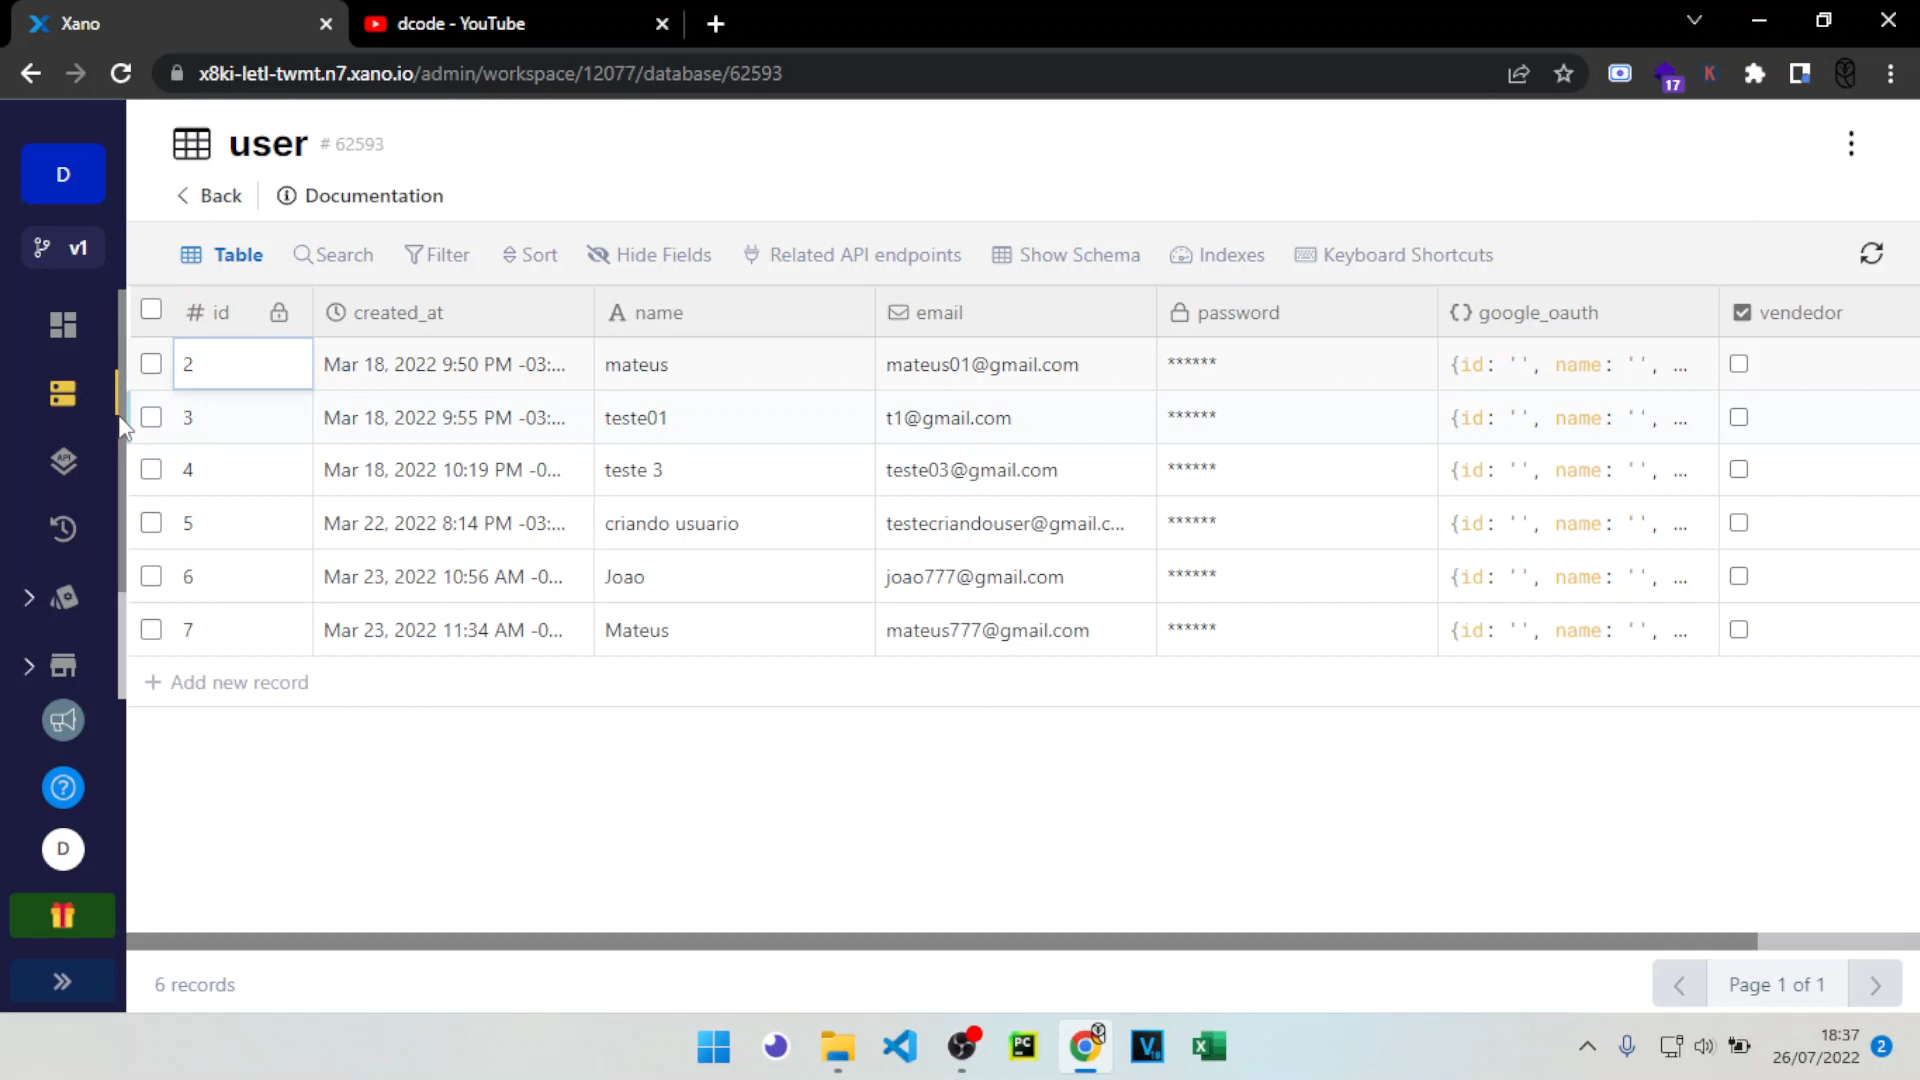 Xano
dcode - YouTube
x8ki-letl-twmt.n7.xano.io/admin/workspace/12077/database/62593
17
K
D
user # 62593
Back
Documentation
v1
Table
Search
Filter
Sort
Hide Fields
Related API endpoints
Show Schema
Indexes
Keyboard Shortcuts
# id created_at A name email password {} google_oauth vendedor
2 Mar 18, 2022 9:50 PM -03:... mateus mateus01@gmail.com ****** {id: '', name: '', ...
3 Mar 18, 2022 9:55 PM -03:... teste01 t1@gmail.com ****** {id: '', name: '', ...
4 Mar 18, 2022 10:19 PM -0... teste 3 teste03@gmail.com ****** {id: '', name: '', ...
5 Mar 22, 2022 8:14 PM -03:... criando usuario testecriandouser@gmail.c... ****** {id: '', name: '', ...
6 Mar 23, 2022 10:56 AM -0... Joao joao777@gmail.com ****** {id: '', name: '', ...
7 Mar 23, 2022 11:34 AM -0... Mateus mateus777@gmail.com ****** {id: '', name: '', ...
+ Add new record
API
?
D
6 records
Page 1 of 1
PC
V
18
X
18:37
26/07/2022
2